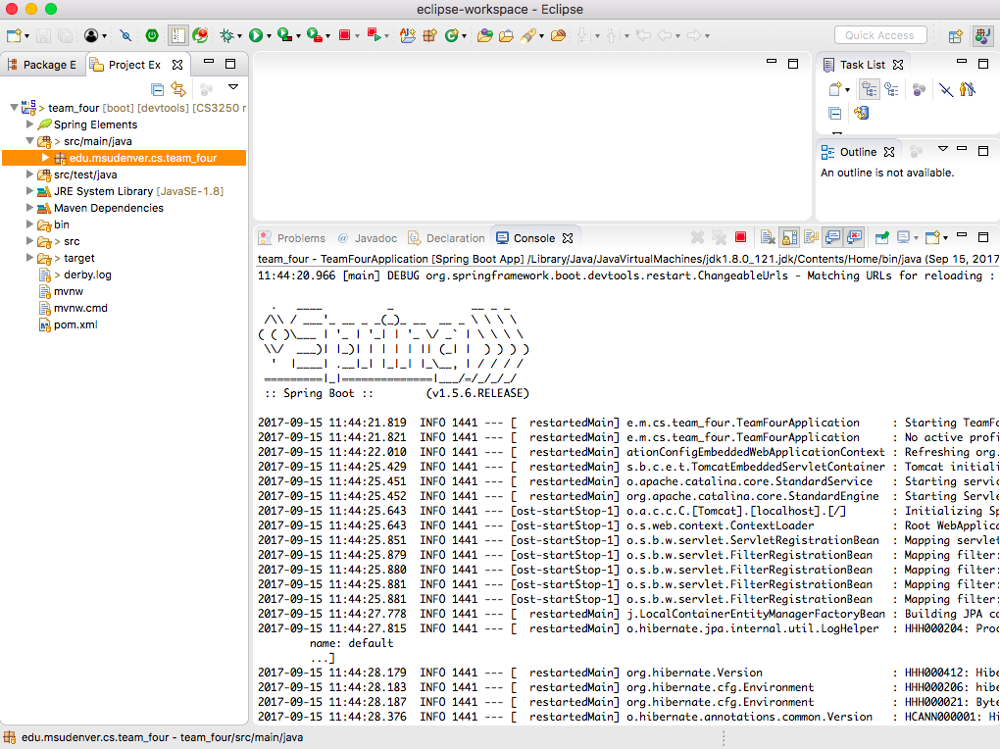 eclipse-workspace - Eclipse
Quick Access
Package E
Project Ex
Task List
> team_four [boot] [devtools] [CS3250 r
Spring Elements
> src/main/java
edu.msudenver.cs.team_four
src/test/java
JRE System Library [JavaSE-1.8]
Maven Dependencies
bin
> src
> target
> derby.log
mvnw
mvnw.cmd
pom.xml
Outline
An outline is not available.
Problems
@ Javadoc
Declaration
Console
team_four - TeamFourApplication [Spring Boot App] /Library/Java/JavaVirtualMachines/jdk1.8.0_121.jdk/Contents/Home/bin/java (Sep 15, 2017
11:44:20.966 [main] DEBUG org.springframework.boot.devtools.restart.ChangeableUrls - Matching URLs for reloading :
  .   ____          _            __ _ _
 /\\ / ___'_ __ _ _(_)_ __  __ _ \ \ \ \
( ( )\___ | '_ | '_| | '_ \/ _` | \ \ \ \
 \\/  ___)| |_)| | | | | || (_| |  ) ) ) )
  '  |____| .__|_| |_|_| |_\__, | / / / /
 =========|_|==============|___/=/_/_/_/
 :: Spring Boot ::        (v1.5.6.RELEASE)
2017-09-15 11:44:21.819  INFO 1441 --- [  restartedMain] e.m.cs.team_four.TeamFourApplication     : Starting TeamFo
2017-09-15 11:44:21.821  INFO 1441 --- [  restartedMain] e.m.cs.team_four.TeamFourApplication     : No active profi
2017-09-15 11:44:22.010  INFO 1441 --- [  restartedMain] ationConfigEmbeddedWebApplicationContext : Refreshing org.
2017-09-15 11:44:25.429  INFO 1441 --- [  restartedMain] s.b.c.e.t.TomcatEmbeddedServletContainer : Tomcat initiali
2017-09-15 11:44:25.451  INFO 1441 --- [  restartedMain] o.apache.catalina.core.StandardService   : Starting servic
2017-09-15 11:44:25.452  INFO 1441 --- [  restartedMain] org.apache.catalina.core.StandardEngine  : Starting Servle
2017-09-15 11:44:25.643  INFO 1441 --- [ost-startStop-1] o.a.c.c.C.[Tomcat].[localhost].[/]       : Initializing Sp
2017-09-15 11:44:25.643  INFO 1441 --- [ost-startStop-1] o.s.web.context.ContextLoader            : Root WebApplica
2017-09-15 11:44:25.851  INFO 1441 --- [ost-startStop-1] o.s.b.w.servlet.ServletRegistrationBean  : Mapping servlet
2017-09-15 11:44:25.879  INFO 1441 --- [ost-startStop-1] o.s.b.w.servlet.FilterRegistrationBean   : Mapping filter:
2017-09-15 11:44:25.880  INFO 1441 --- [ost-startStop-1] o.s.b.w.servlet.FilterRegistrationBean   : Mapping filter:
2017-09-15 11:44:25.881  INFO 1441 --- [ost-startStop-1] o.s.b.w.servlet.FilterRegistrationBean   : Mapping filter:
2017-09-15 11:44:25.881  INFO 1441 --- [ost-startStop-1] o.s.b.w.servlet.FilterRegistrationBean   : Mapping filter:
2017-09-15 11:44:27.778  INFO 1441 --- [  restartedMain] j.LocalContainerEntityManagerFactoryBean : Building JPA co
2017-09-15 11:44:27.815  INFO 1441 --- [  restartedMain] o.hibernate.jpa.internal.util.LogHelper  : HHH000204: Proc
        name: default
        ...]
2017-09-15 11:44:28.179  INFO 1441 --- [  restartedMain] org.hibernate.Version                    : HHH000412: Hibe
2017-09-15 11:44:28.183  INFO 1441 --- [  restartedMain] org.hibernate.cfg.Environment            : HHH000206: hibe
2017-09-15 11:44:28.187  INFO 1441 --- [  restartedMain] org.hibernate.cfg.Environment            : HHH000021: Byte
2017-09-15 11:44:28.376  INFO 1441 --- [  restartedMain] o.hibernate.annotations.common.Version   : HCANN000001: Hi
edu.msudenver.cs.team_four - team_four/src/main/java